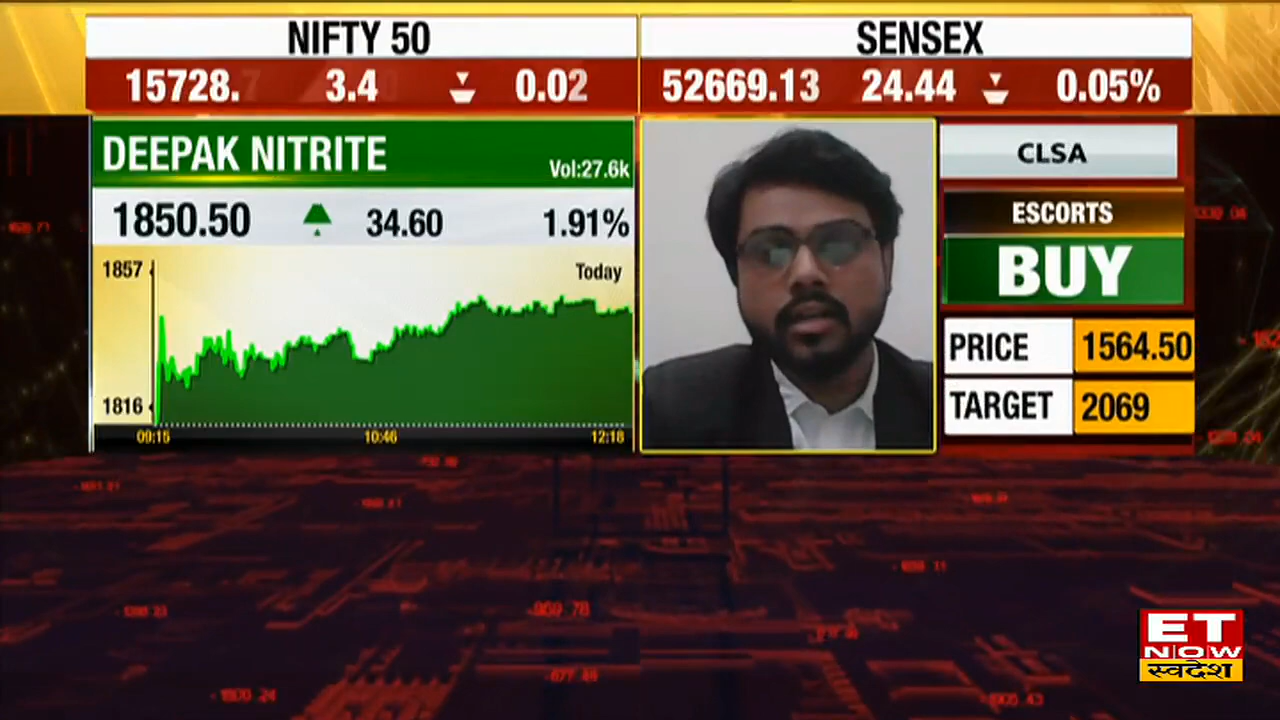 NIFTY 50
15728. 3.4 0.02
SENSEX
52669.13 24.44 0.05%
DEEPAK NITRITE Vol:27.6k
1850.50 34.60 1.91%
1857 Today
1816
09:15 10:46 12:18
CLSA
ESCORTS
BUY
PRICE 1564.50
TARGET 2069
ET
NOW
स्वदेश